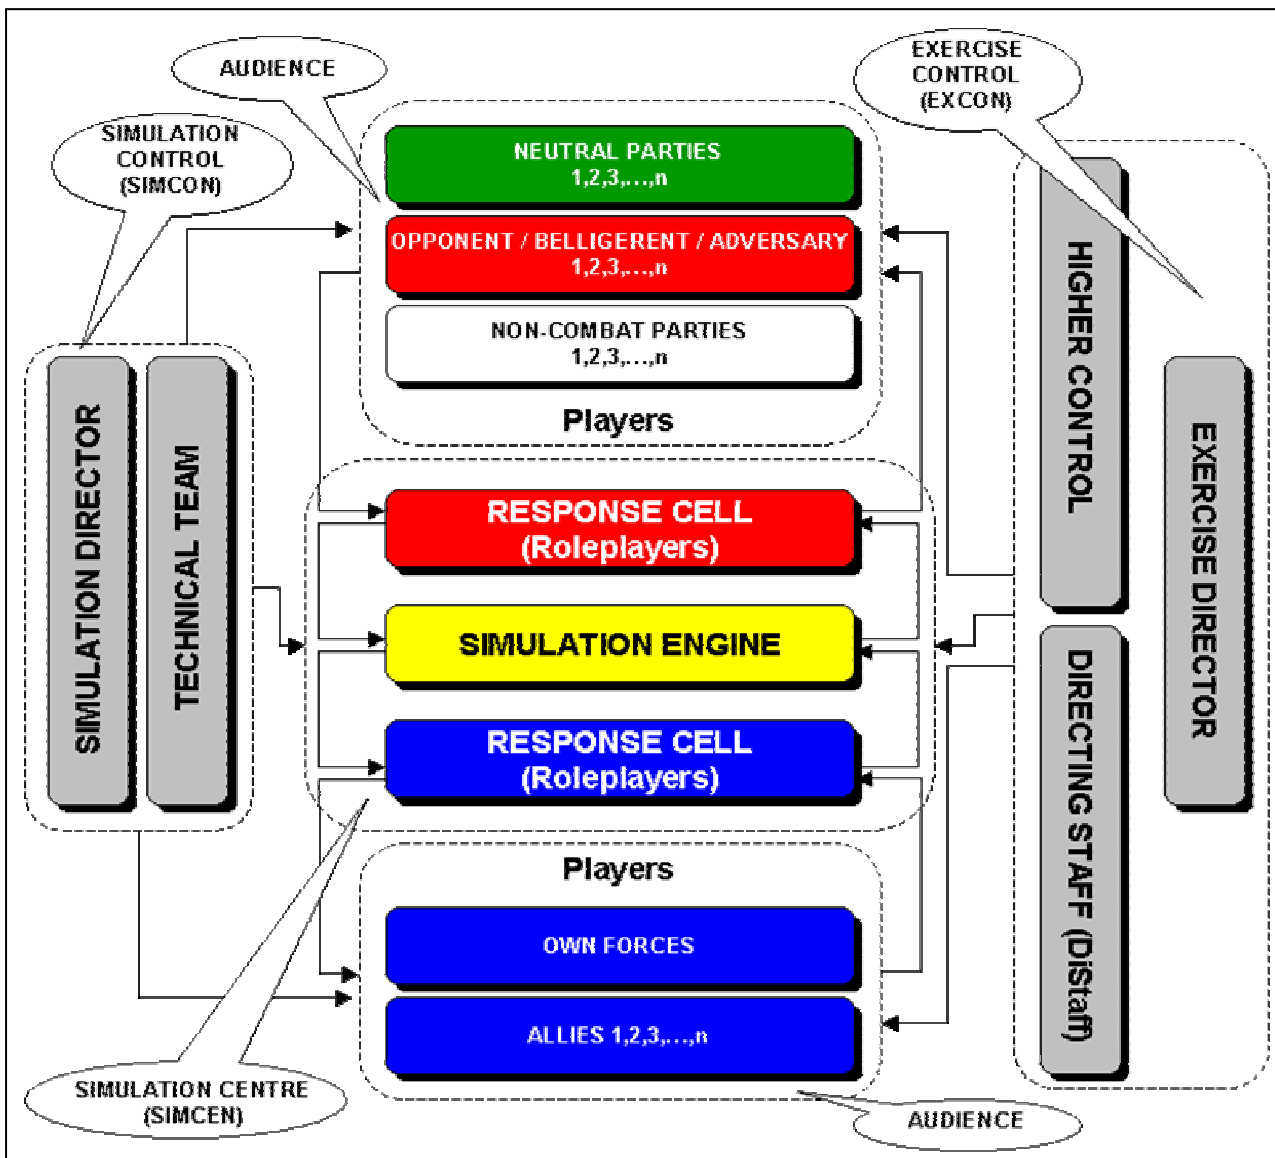 AUDIENCE
EXERCISE
CONTROL
(EXCON)
SIMULATION
CONTROL
(SIMCON)
NEUTRAL PARTIES
1,2,3,...,n
OPPONENT / BELLIGERENT / ADVERSARY
1,2,3,...,n
NON-COMBAT PARTIES
1,2,3,...,n
Players
SIMULATION DIRECTOR
TECHNICAL TEAM
RESPONSE CELL
(Roleplayers)
SIMULATION ENGINE
RESPONSE CELL
(Roleplayers)
HIGHER CONTROL
EXERCISE DIRECTOR
DIRECTING STAFF (DiStaff)
Players
OWN FORCES
ALLIES 1,2,3,...,n
SIMULATION CENTRE
(SIMCEN)
AUDIENCE